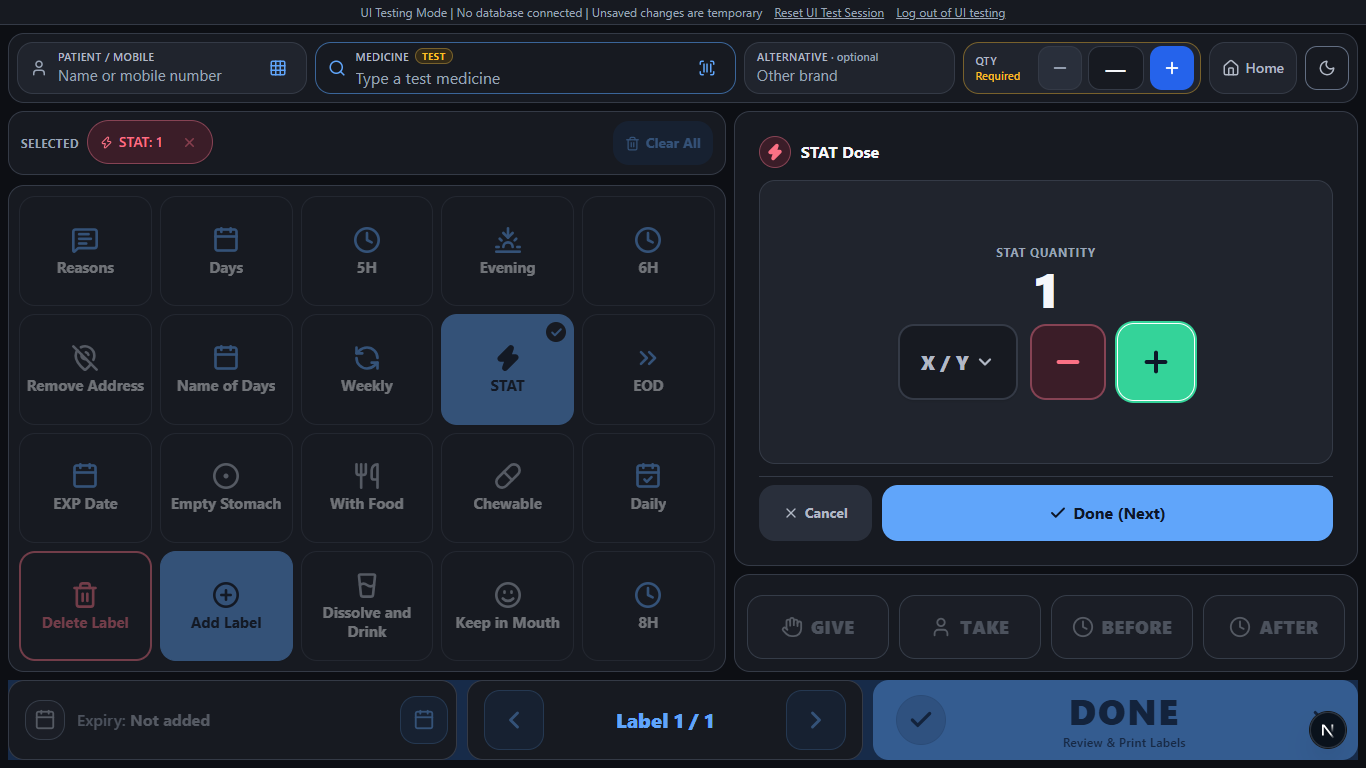 UI Testing Mode | No database connected | Unsaved changes are temporary Reset UI Test Session Log out of UI testing
PATIENT / MOBILE
Name or mobile number
MEDICINE TEST
Type a test medicine
ALTERNATIVE · optional
Other brand
QTY
Required
— 
Home
SELECTED
STAT: 1
Clear All
Reasons
Days
5H
Evening
6H
Remove Address
Name of Days
Weekly
STAT
EOD
EXP Date
Empty Stomach
With Food
Chewable
Daily
Delete Label
Add Label
Dissolve and
Drink
Keep in Mouth
8H
STAT Dose
STAT QUANTITY
1
X / Y
Cancel
Done (Next)
GIVE
TAKE
BEFORE
AFTER
Expiry: Not added
Label 1 / 1
DONE
Review & Print Labels
N